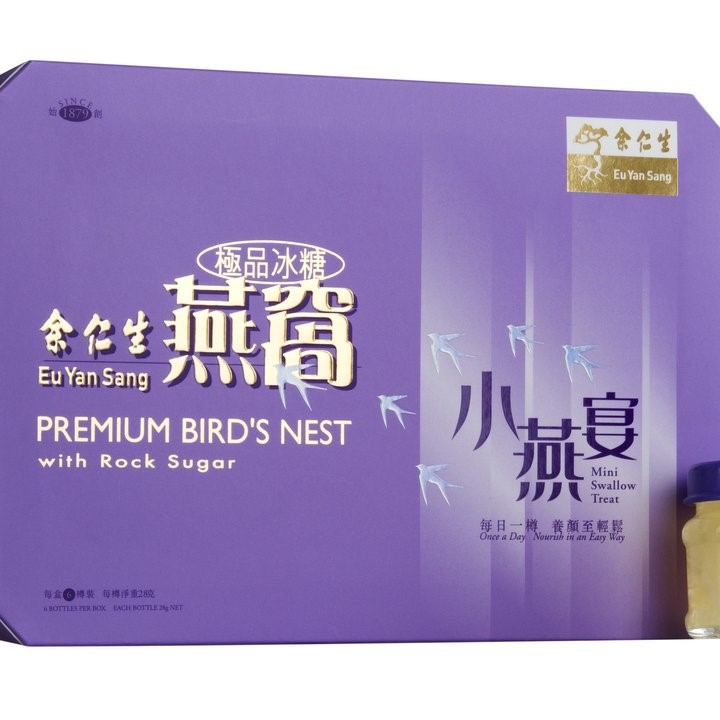 SINCE
始 1879 創
余仁生
Eu Yan Sang
極品冰糖
燕窩
余仁生
Eu Yan Sang
PREMIUM BIRD'S NEST
with Rock Sugar
小燕宴
Mini
Swallow
Treat
每日一樽 養顏至輕鬆
Once a Day Nourish in an Easy Way
每盒6樽裝 每樽淨重28克
6 BOTTLES PER BOX EACH BOTTLE 28g NET